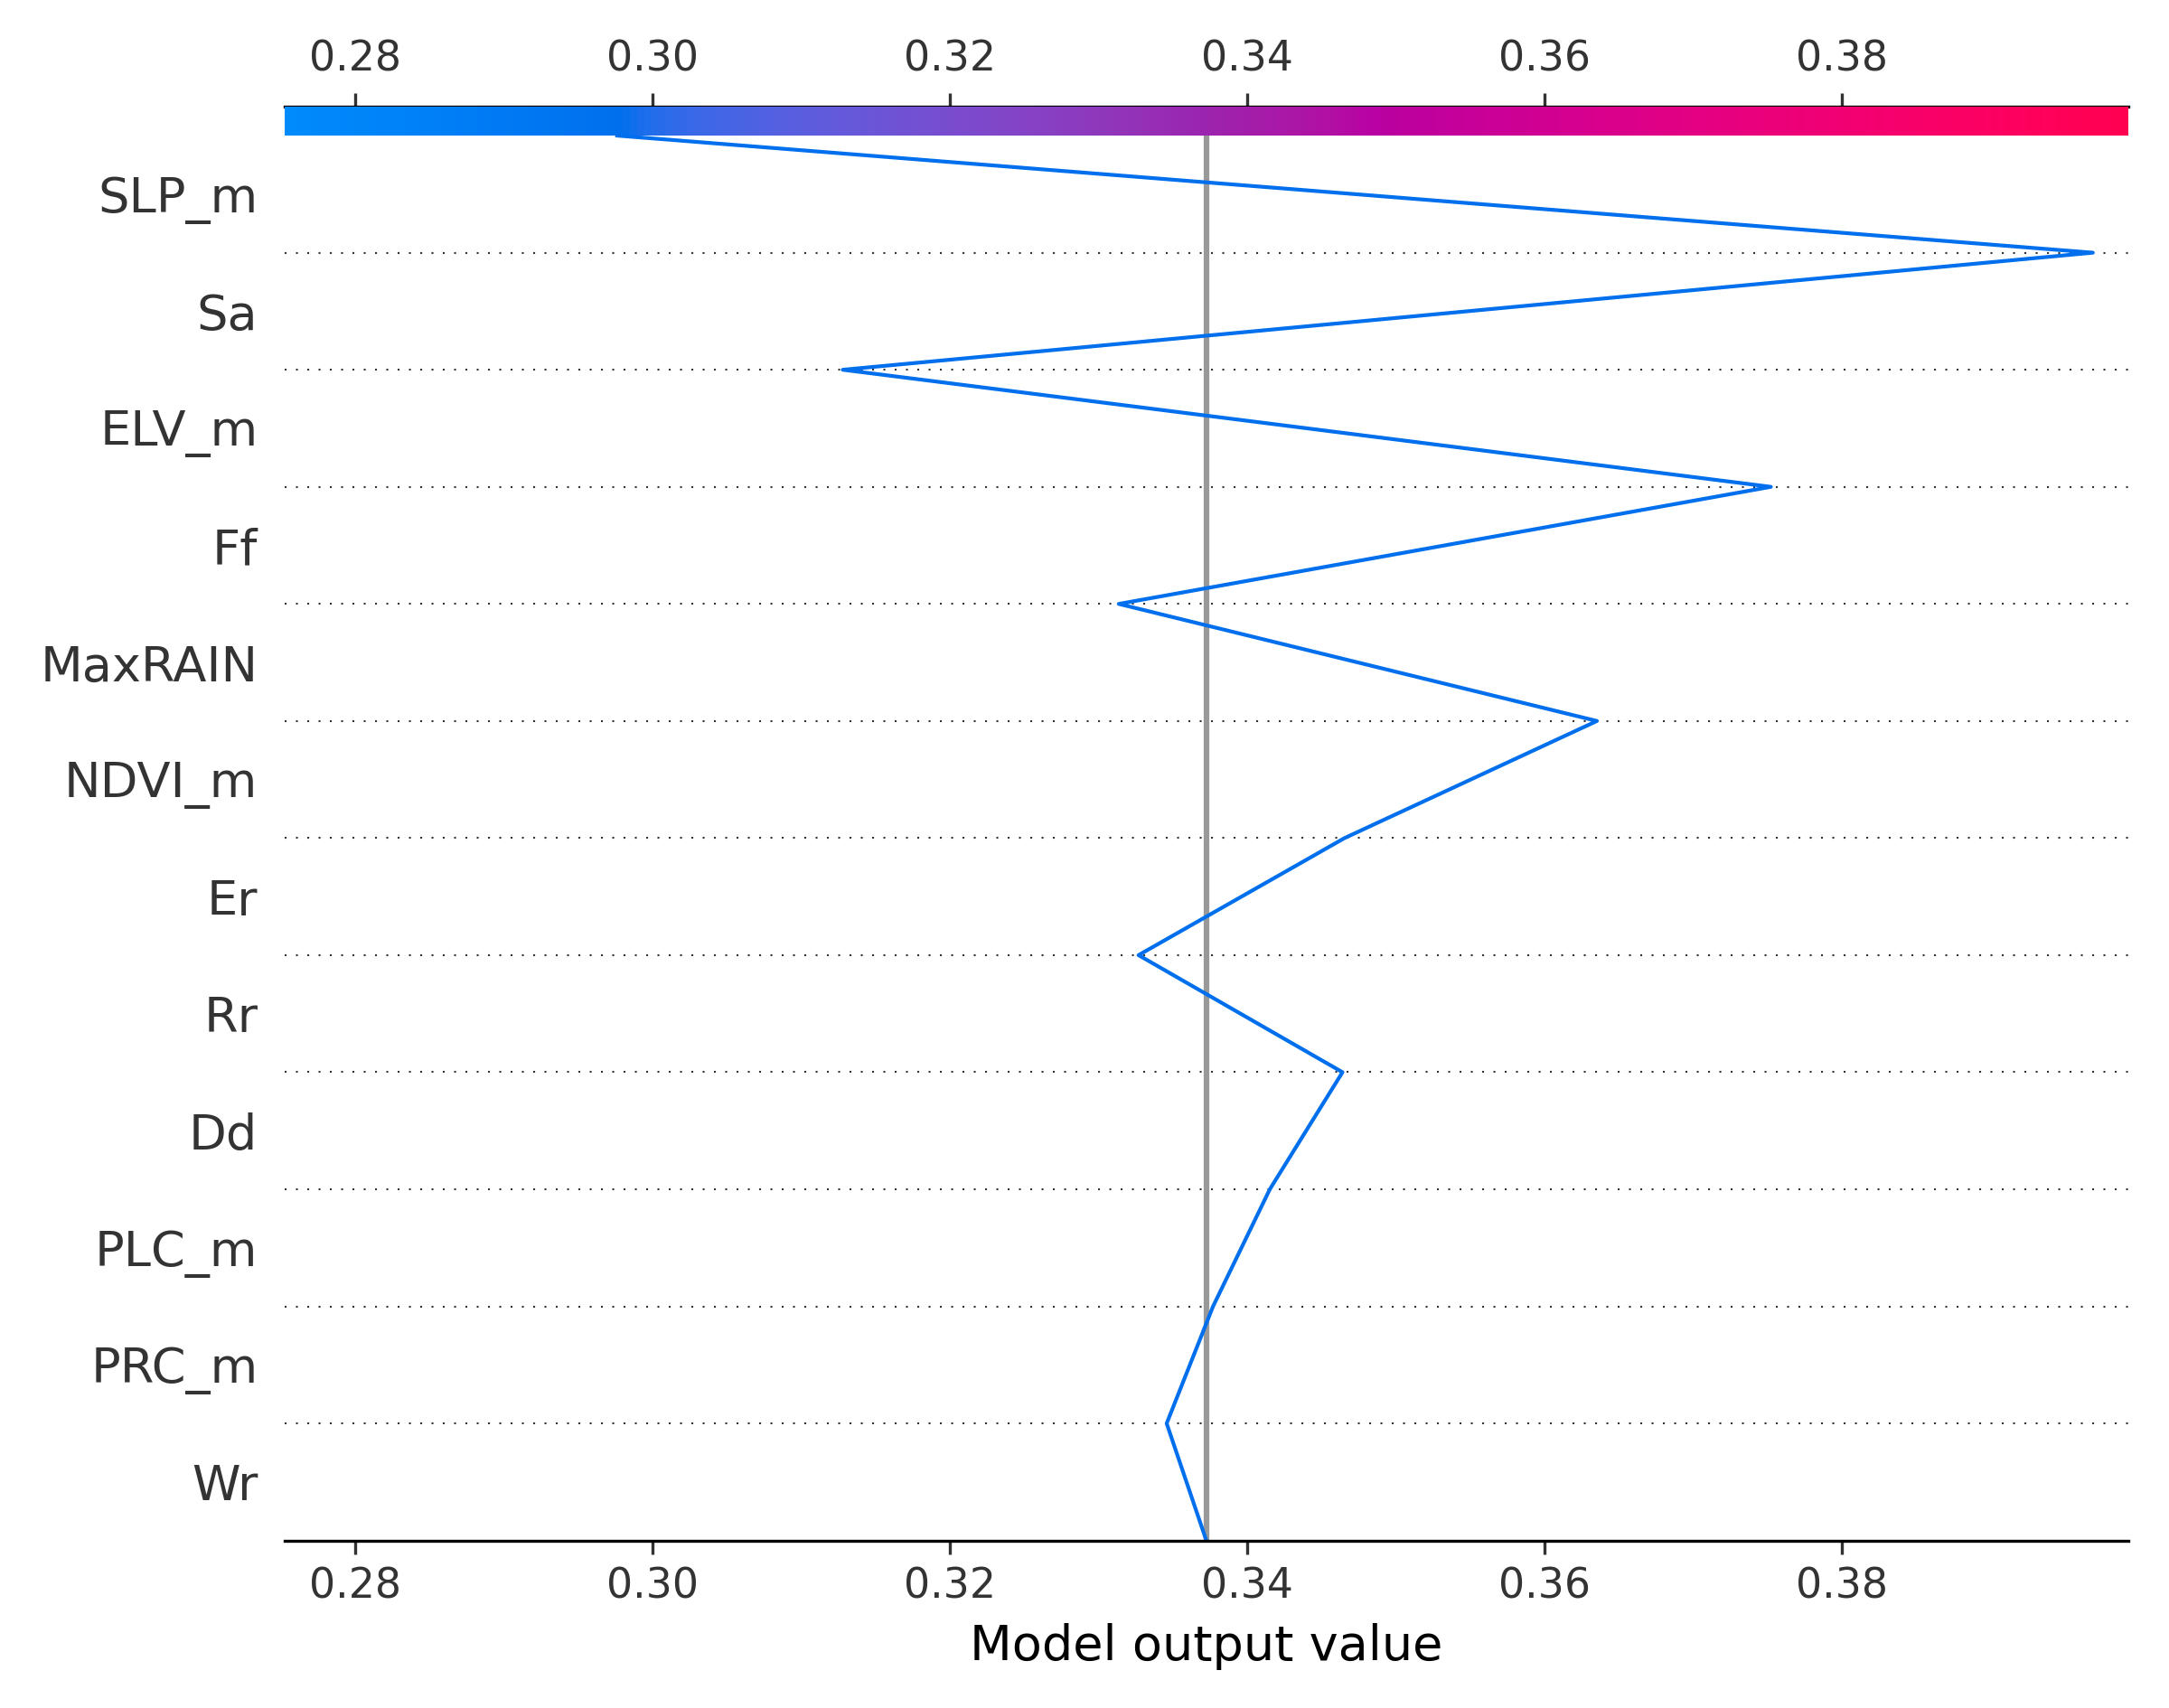 0.28 0.30 0.32 0.34 0.36 0.38
SLP_m
Sa
ELV_m
Ff
MaxRAIN
NDVI_m
Er
Rr
Dd
PLC_m
PRC_m
Wr
0.28 0.30 0.32 0.34 0.36 0.38
Model output value